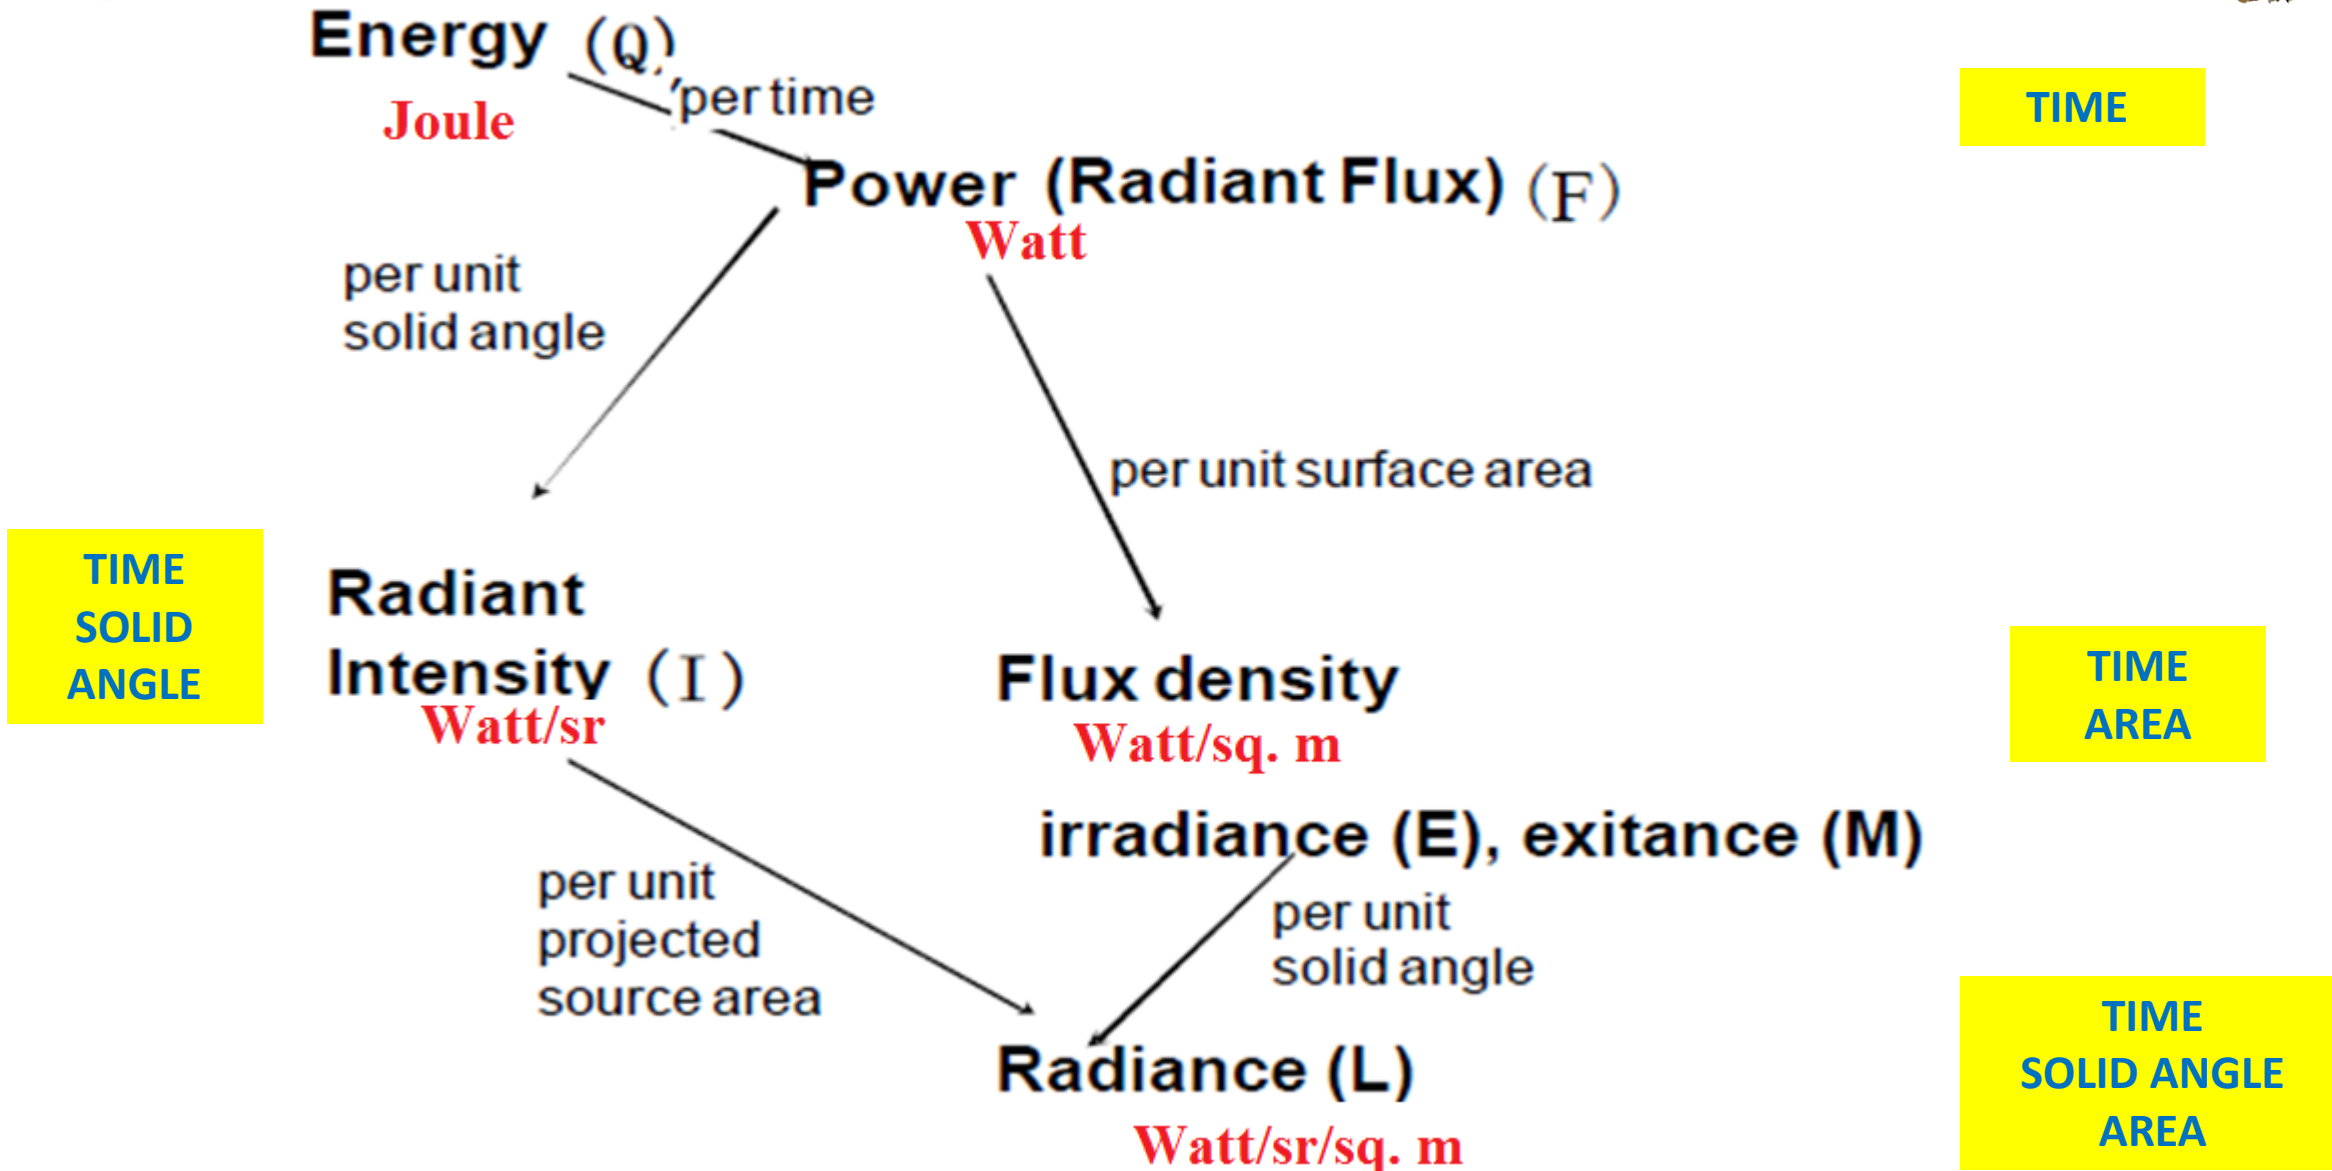 Energy (Q)
Joule
per time
TIME
Power (Radiant Flux) (F)
Watt
per unit
solid angle
per unit surface area
TIME
SOLID
ANGLE
Radiant
Intensity (I)
Watt/sr
Flux density
Watt/sq. m
TIME
AREA
irradiance (E), exitance (M)
per unit
projected
source area
per unit
solid angle
Radiance (L)
Watt/sr/sq. m
TIME
SOLID ANGLE
AREA